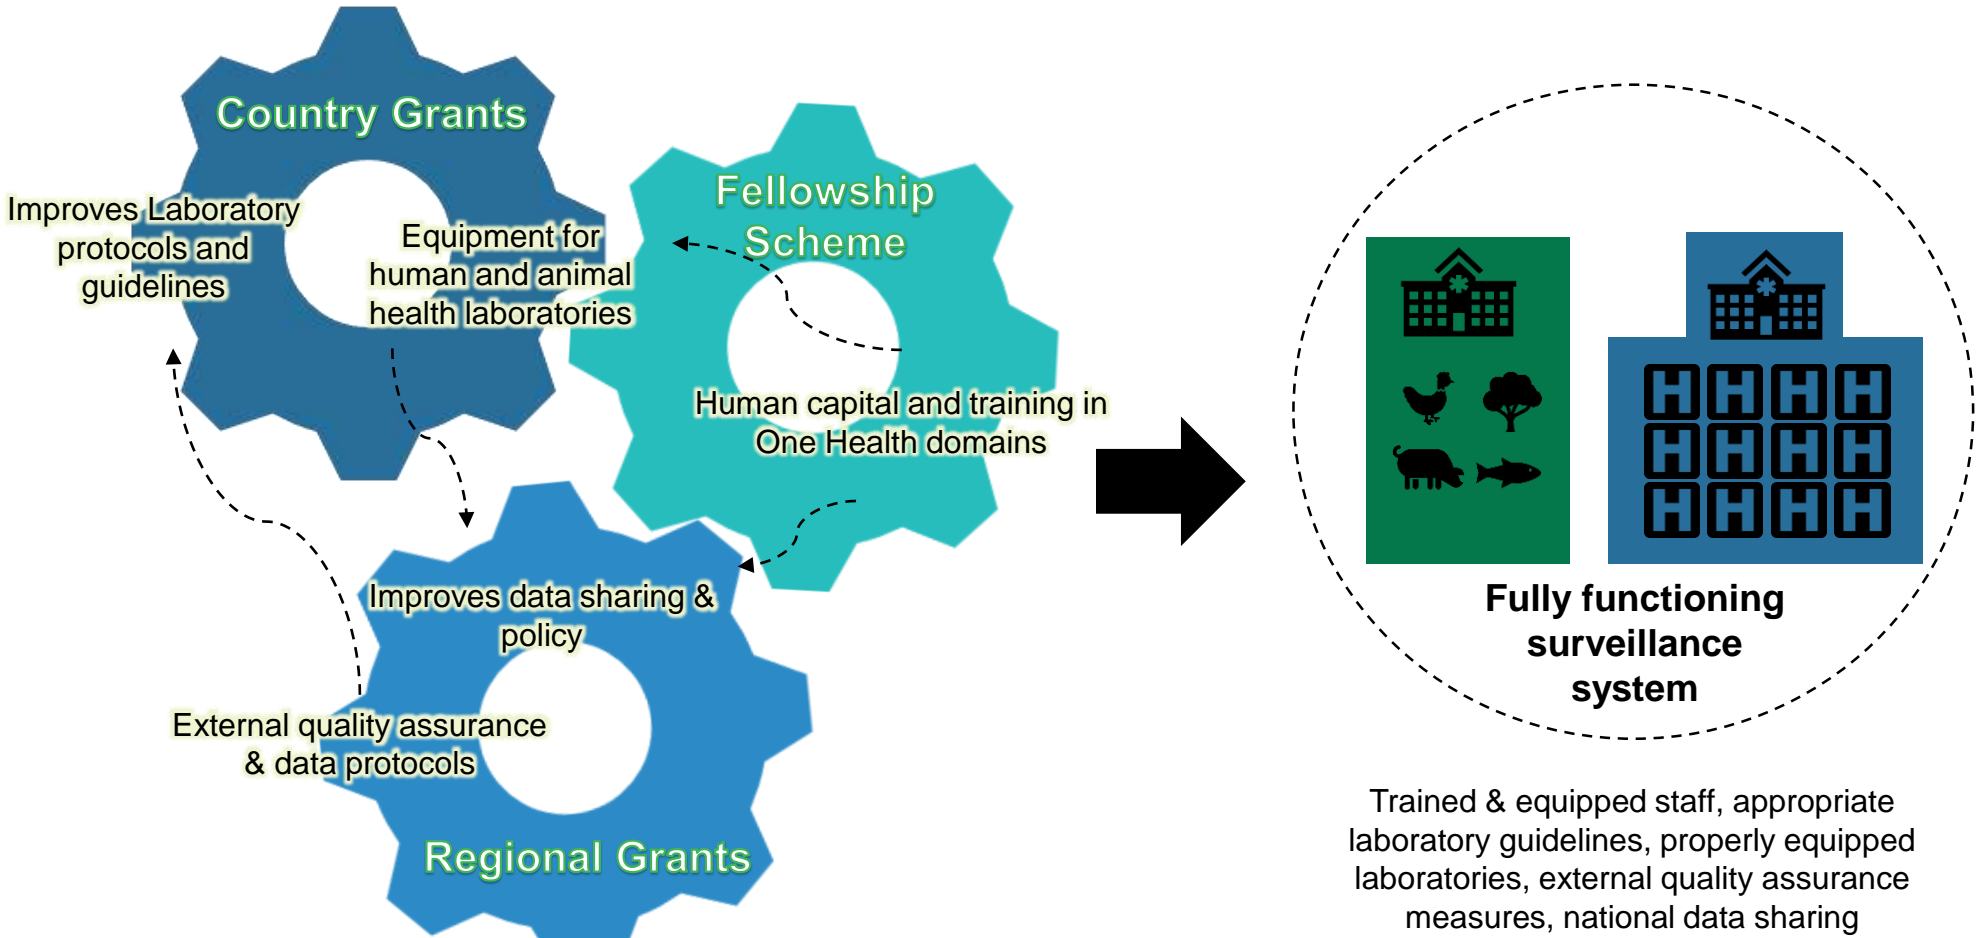 Country Grants
Improves Laboratory
protocols and
guidelines
Equipment for
human and animal
health laboratories
Fellowship
Scheme
Human capital and training in
One Health domains
Improves data sharing &
policy
External quality assurance
& data protocols
Regional Grants
H H H H
H H H H
H H H H
Fully functioning
surveillance
system
Trained & equipped staff, appropriate
laboratory guidelines, properly equipped
laboratories, external quality assurance
measures, national data sharing